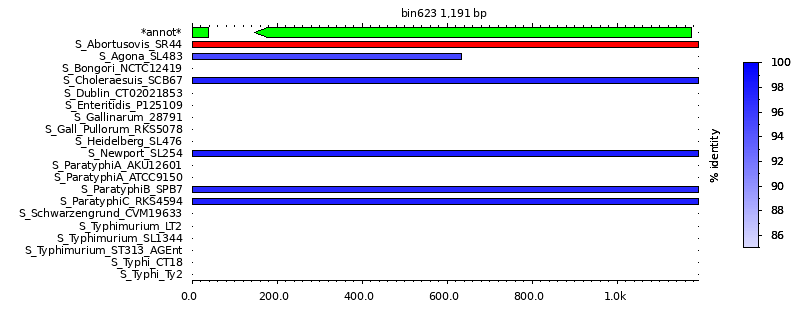 bin623 1,191 bp
*annot*
S_Abortusovis_SR44
S_Agona_SL483
S_Bongori_NCTC12419
S_Choleraesuis_SCB67
S_Dublin_CT02021853
S_Enteritidis_P125109
S_Gallinarum_28791
S_Gall_Pullorum_RKS5078
S_Heidelberg_SL476
S_Newport_SL254
S_ParatyphiA_AKU12601
S_ParatyphiA_ATCC9150
S_ParatyphiB_SPB7
S_ParatyphiC_RKS4594
S_Schwarzengrund_CVM19633
S_Typhimurium_LT2
S_Typhimurium_SL1344
S_Typhimurium_ST313_AGEnt
S_Typhi_CT18
S_Typhi_Ty2
0.0 200.0 400.0 600.0 800.0 1.0k
% identity
100
98
96
94
92
90
88
86